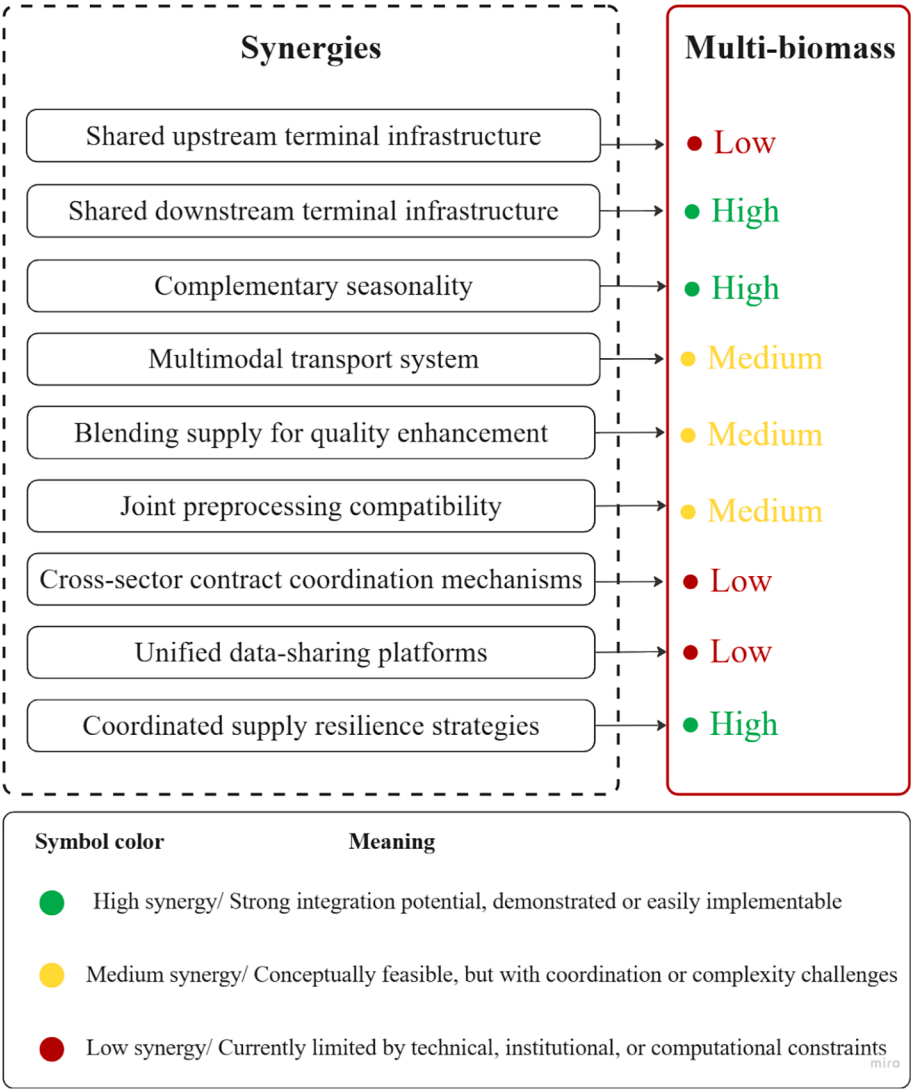 Synergies Multi-biomass
Shared upstream terminal infrastructure Low
Shared downstream terminal infrastructure High
Complementary seasonality High
Multimodal transport system Medium
Blending supply for quality enhancement Medium
Joint preprocessing compatibility Medium
Cross-sector contract coordination mechanisms Low
Unified data-sharing platforms Low
Coordinated supply resilience strategies High
Symbol color Meaning
High synergy/ Strong integration potential, demonstrated or easily implementable
Medium synergy/ Conceptually feasible, but with coordination or complexity challenges
Low synergy/ Currently limited by technical, institutional, or computational constraints
miro